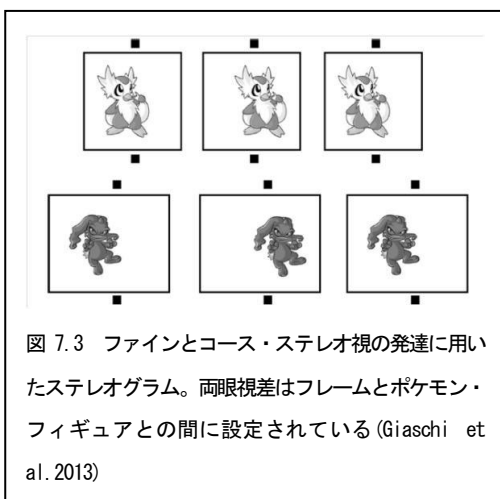 図 7.3　ファインとコース・ステレオ視の発達に用い
たステレオグラム。両眼視差はフレームとポケモン・
フィギュアとの間に設定されている(Giaschi et
al.2013)